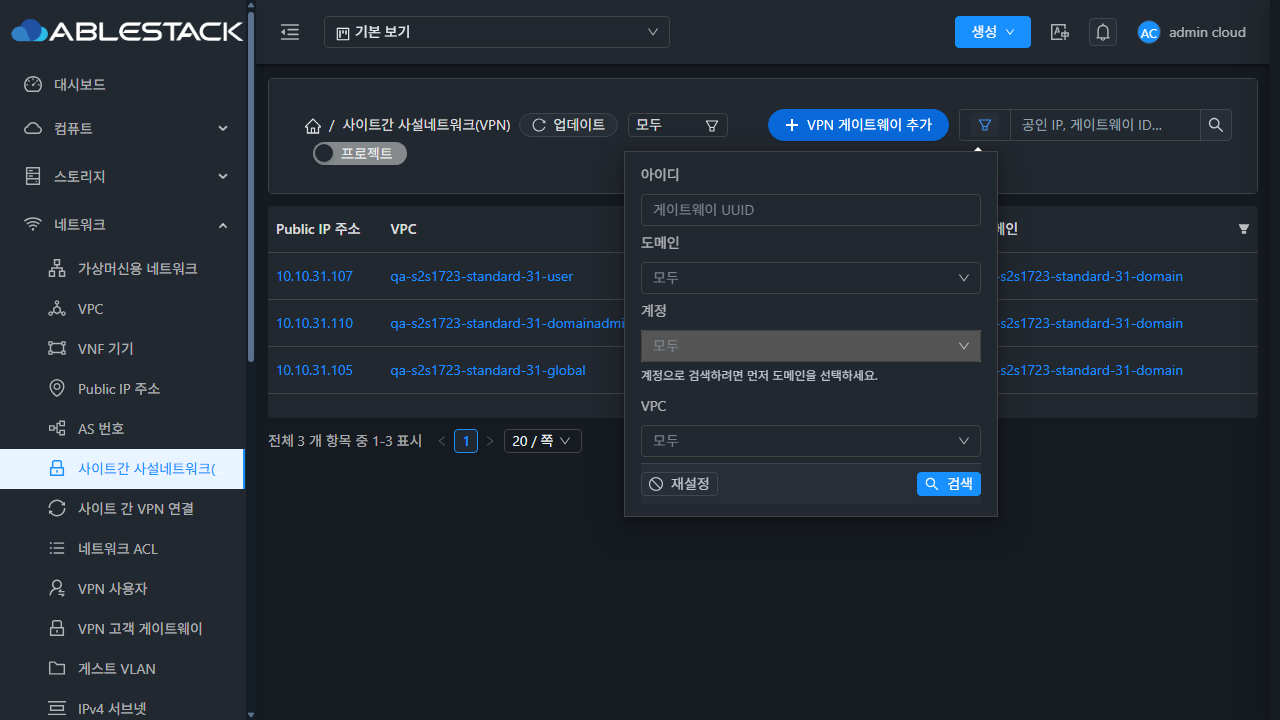 ABLESTACK
기본 보기
생성
AC
admin cloud
대시보드
컴퓨트
스토리지
네트워크
가상머신용 네트워크
VPC
VNF 기기
Public IP 주소
AS 번호
사이트간 사설네트워크(
사이트 간 VPN 연결
네트워크 ACL
VPN 사용자
VPN 고객 게이트웨이
게스트 VLAN
IPv4 서브넷
/ 사이트간 사설네트워크(VPN)
업데이트
모두
VPN 게이트웨이 추가
공인 IP, 게이트웨이 ID...
프로젝트
Public IP 주소
VPC
메인
10.10.31.107
qa-s2s1723-standard-31-user
-s2s1723-standard-31-domain
10.10.31.110
qa-s2s1723-standard-31-domainadmi
-s2s1723-standard-31-domain
10.10.31.105
qa-s2s1723-standard-31-global
-s2s1723-standard-31-domain
전체 3 개 항목 중 1-3 표시
1
20 / 쪽
아이디
게이트웨이 UUID
도메인
모두
계정
모두
계정으로 검색하려면 먼저 도메인을 선택하세요.
VPC
모두
재설정
검색